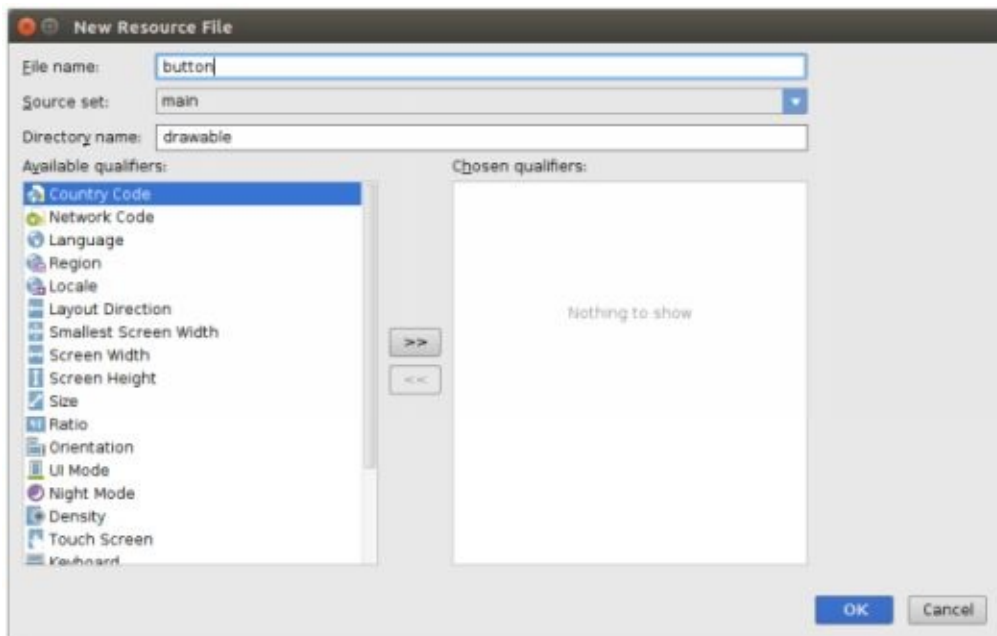 New Resource File
File name: button
Source set: main
Directory name: drawable
Available qualifiers:
Chosen qualifiers:
Country Code
Network Code
Language
Region
Locale
Layout Direction
Smallest Screen Width
Screen Width
Screen Height
Size
Ratio
Orientation
UI Mode
Night Mode
Density
Touch Screen
Keyboard
>>
<<
Nothing to show
OK
Cancel